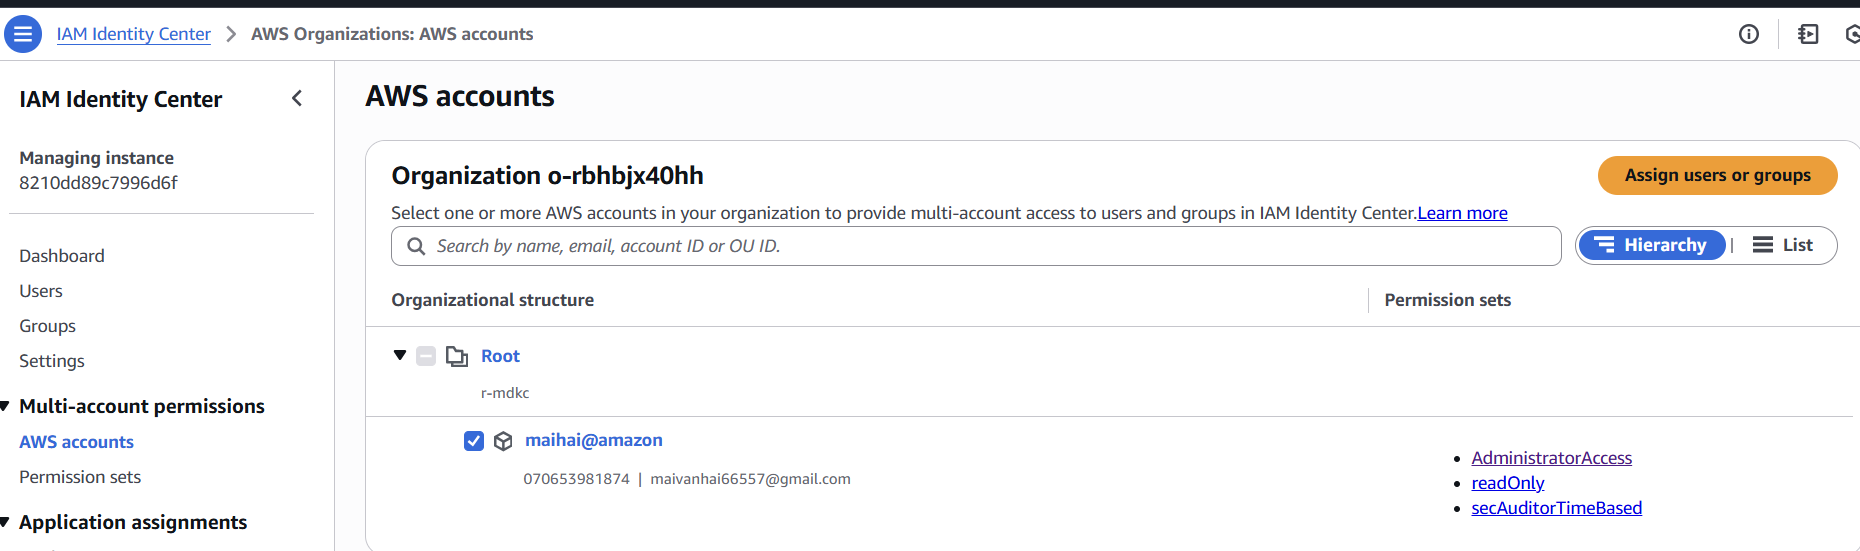 IAM Identity Center > AWS Organizations: AWS accounts
IAM Identity Center
Managing instance
8210dd89c7996d6f
Dashboard
Users
Groups
Settings
Multi-account permissions
AWS accounts
Permission sets
Application assignments
AWS accounts
Organization o-rbhbjx40hh
Assign users or groups
Select one or more AWS accounts in your organization to provide multi-account access to users and groups in IAM Identity Center.Learn more
Search by name, email, account ID or OU ID.
Hierarchy | List
Organizational structure
Permission sets
Root
r-mdkc
maihai@amazon
070653981874 | maivanhai66557@gmail.com
AdministratorAccess
readOnly
secAuditorTimeBased